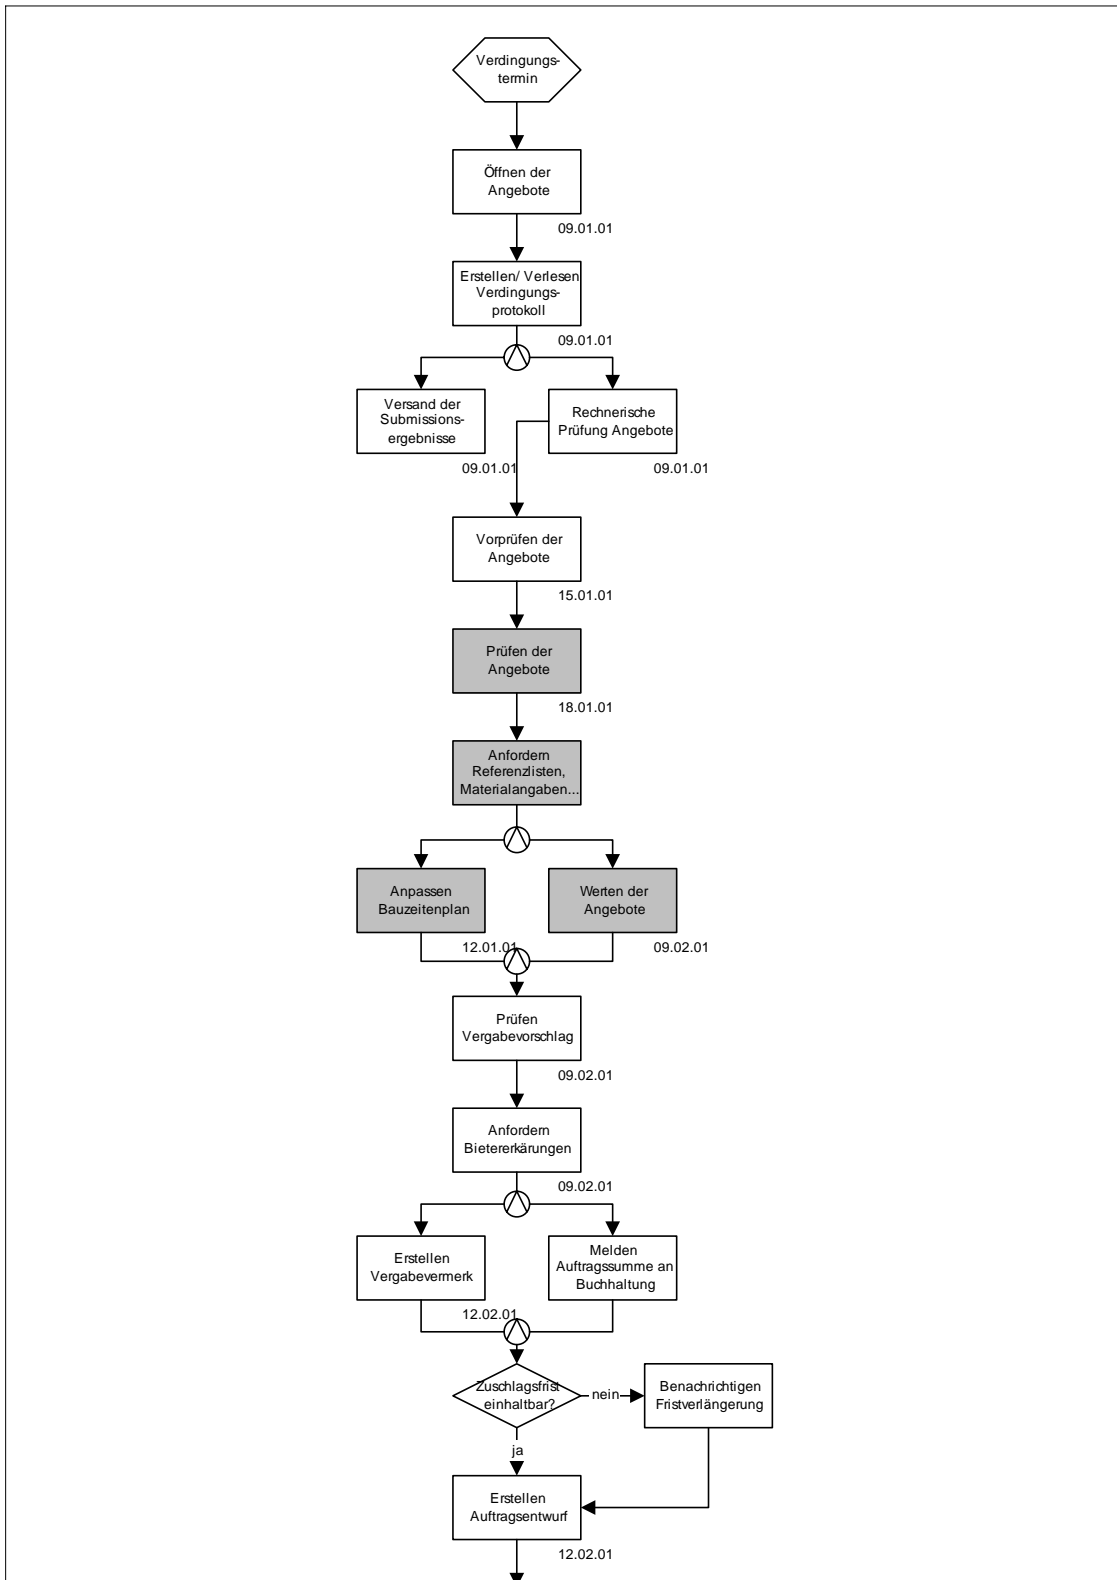 Verdingungs-
termin
Öffnen der
Angebote
09.01.01
Erstellen/ Verlesen
Verdingungs-
protokoll
09.01.01
Versand der
Submissions-
ergebnisse
09.01.01
Rechnerische
Prüfung Angebote
09.01.01
Vorprüfen der
Angebote
15.01.01
Prüfen der
Angebote
18.01.01
Anfordern
Referenzlisten,
Materialangaben...
Anpassen
Bauzeitenplan
12.01.01
Werten der
Angebote
09.02.01
Prüfen
Vergabevorschlag
09.02.01
Anfordern
Bietererkärungen
09.02.01
Erstellen
Vergabevermerk
12.02.01
Melden
Auftragssumme an
Buchhaltung
Zuschlagsfrist
einhaltbar?
nein
Benachrichtigen
Fristverlängerung
ja
Erstellen
Auftragsentwurf
12.02.01